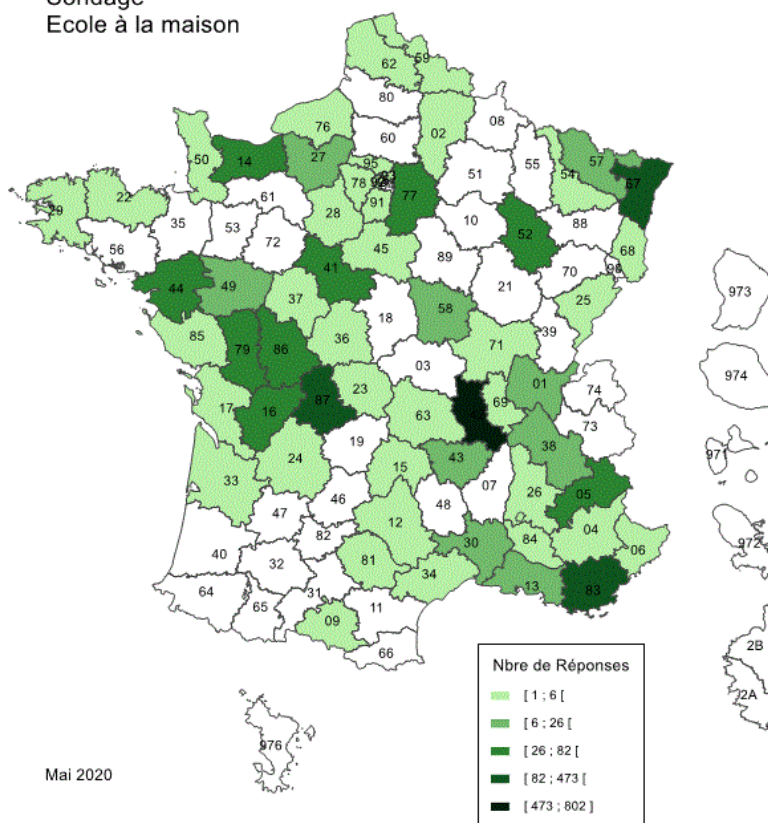 Sondage
Ecole à la maison
62 59
80
76 60 02 08
50 14 27 95 51 55 54 57 67
78 77
29 22 61 91
35 53 28 10 52 88 68
56 72 45 89 70
44 49 41 21 25
37 58 39
18
85 36 71
79 86 03 01 74
17 16 87 23 63 69 73
38
19 43
24 15 07 05
33 46 48 26
47 12 04
82 30 84 06
40 32 81 34 13 83
64 65 31 11
09
66
973
974
971
972
2B
2A
976
Nbre de Réponses
[ 1 ; 6 [
[ 6 ; 26 [
[ 26 ; 82 [
[ 82 ; 473 [
[ 473 ; 802 ]
Mai 2020